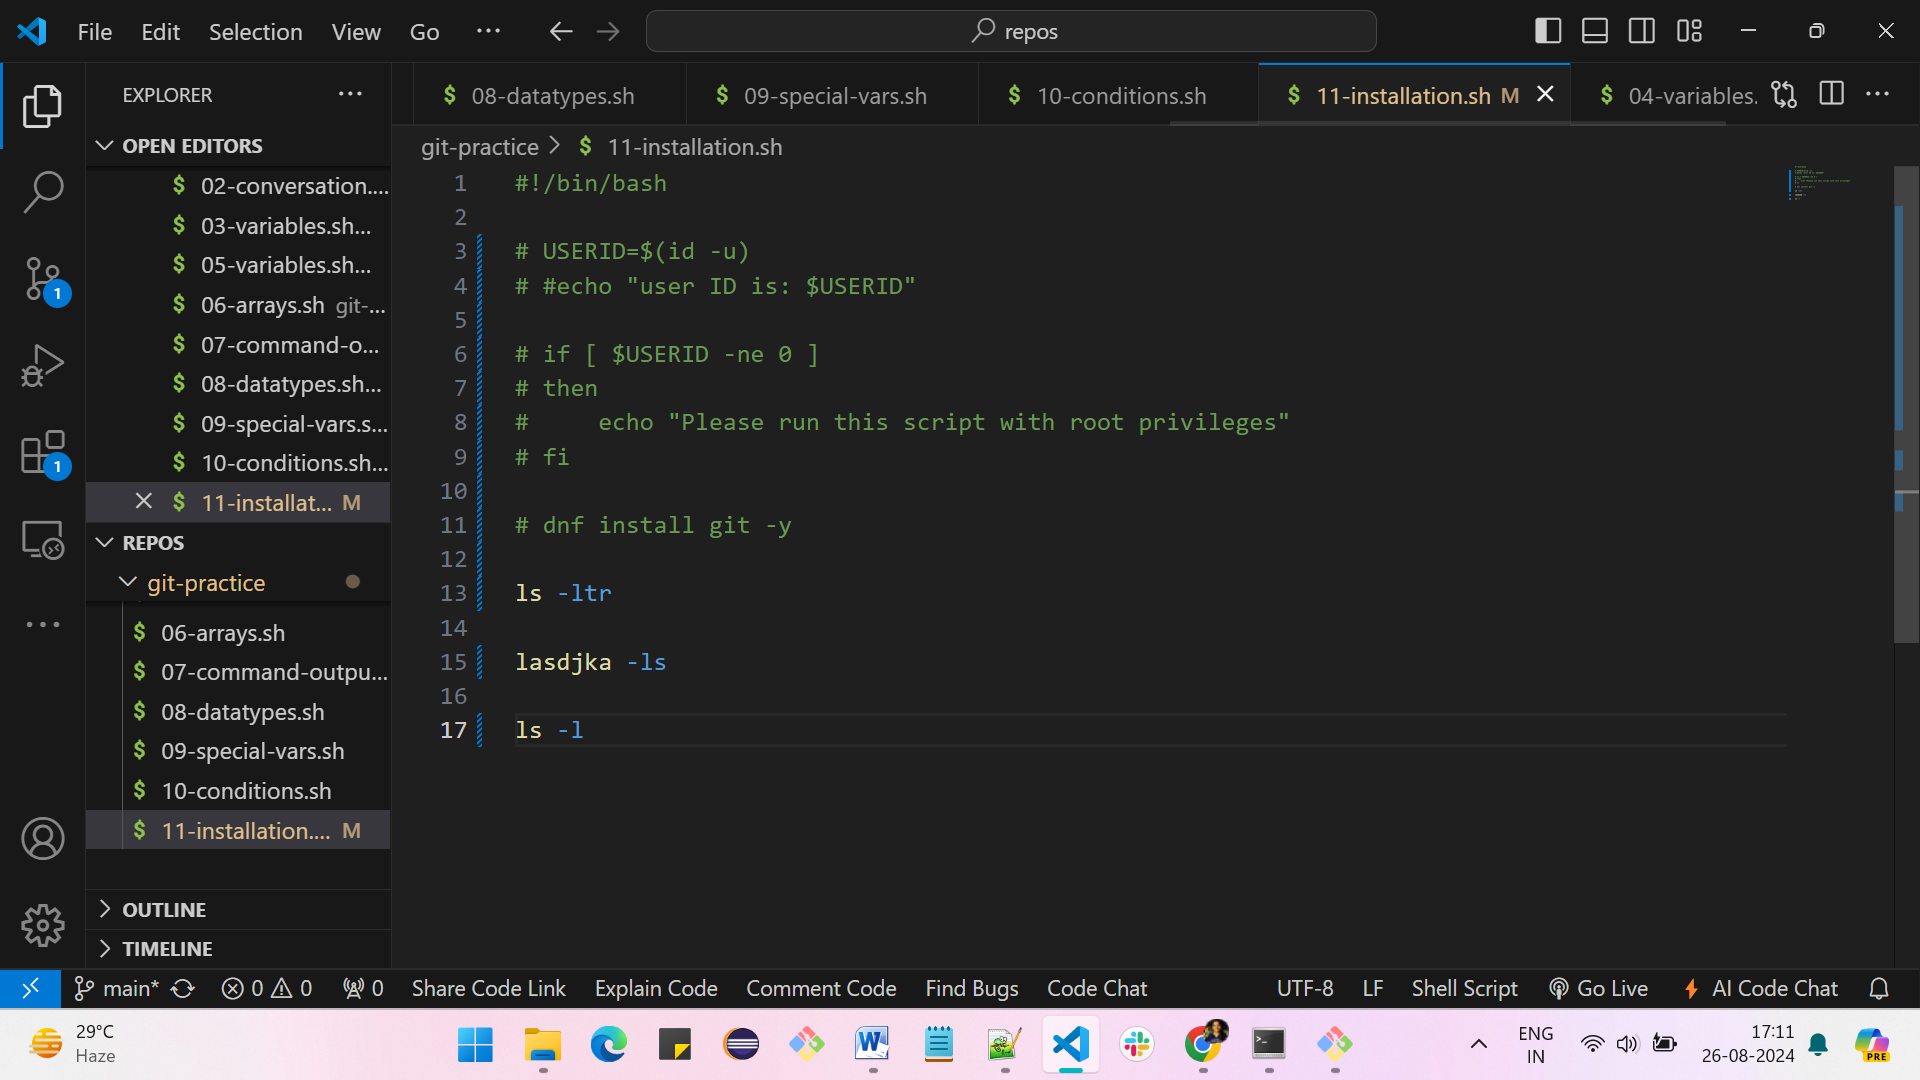 File Edit Selection View Go ··· repos
EXPLORER ···
08-datatypes.sh 09-special-vars.sh 10-conditions.sh 11-installation.sh M 04-variables.
OPEN EDITORS
02-conversation....
03-variables.sh...
05-variables.sh...
06-arrays.sh git-...
07-command-o...
08-datatypes.sh...
09-special-vars.s...
10-conditions.sh...
11-installat... M
REPOS
git-practice
06-arrays.sh
07-command-outpu...
08-datatypes.sh
09-special-vars.sh
10-conditions.sh
11-installation.... M
OUTLINE
TIMELINE
1
1
git-practice > $ 11-installation.sh
1 #!/bin/bash
2
3 # USERID=$(id -u)
4 # #echo "user ID is: $USERID"
5
6 # if [ $USERID -ne 0 ]
7 # then
8 #     echo "Please run this script with root privileges"
9 # fi
10
11 # dnf install git -y
12
13 ls -ltr
14
15 lasdjka -ls
16
17 ls -l
main* 0 0 0 Share Code Link Explain Code Comment Code Find Bugs Code Chat UTF-8 LF Shell Script Go Live AI Code Chat
29°C
Haze
ENG
IN
17:11
26-08-2024
PRE